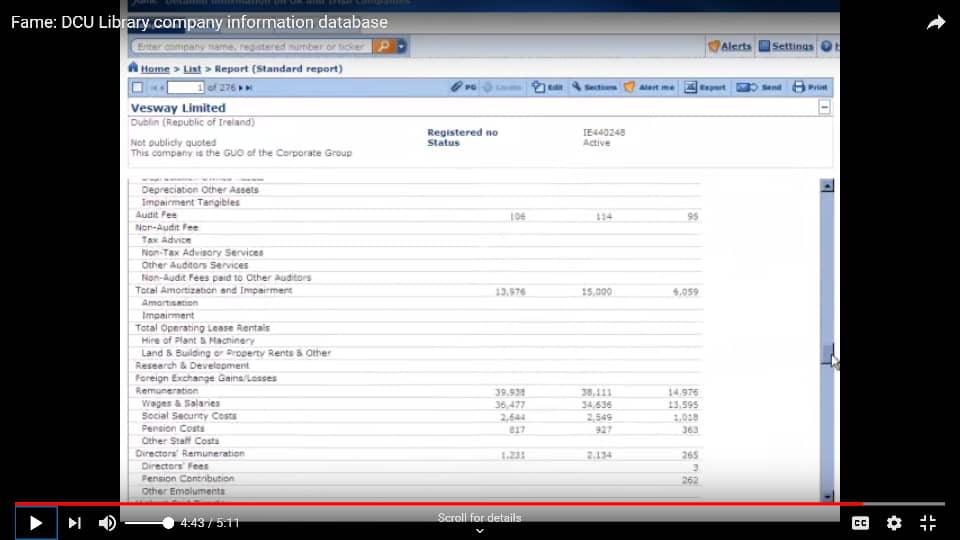 Fame: DCU Library company information database
Enter company name, registered number or ticker
Alerts Settings
Home > List > Report (Standard report)
1 of 276 PG Edit Sections Alert me Export Send Print
Vesway Limited
Dublin (Republic of Ireland)
Registered no IE440248
Not publicly quoted Status Active
This company is the GUO of the Corporate Group
Depreciation Other Assets
Impairment Tangibles
Audit Fee 106 114 95
Non-Audit Fee
Tax Advice
Non-Tax Advisory Services
Other Auditors Services
Non-Audit Fees paid to Other Auditors
Total Amortization and Impairment 13,976 15,000 6,059
Amortisation
Impairment
Total Operating Lease Rentals
Hire of Plant & Machinery
Land & Building or Property Rents & Other
Research & Development
Foreign Exchange Gains/Losses
Remuneration 39,938 38,111 14,976
Wages & Salaries 36,477 34,636 13,595
Social Security Costs 2,644 2,549 1,018
Pension Costs 817 927 363
Other Staff Costs
Directors' Remuneration 1,231 2,134 265
Directors' Fees 3
Pension Contribution 262
Other Emoluments
4:43 / 5:11
Scroll for details
CC